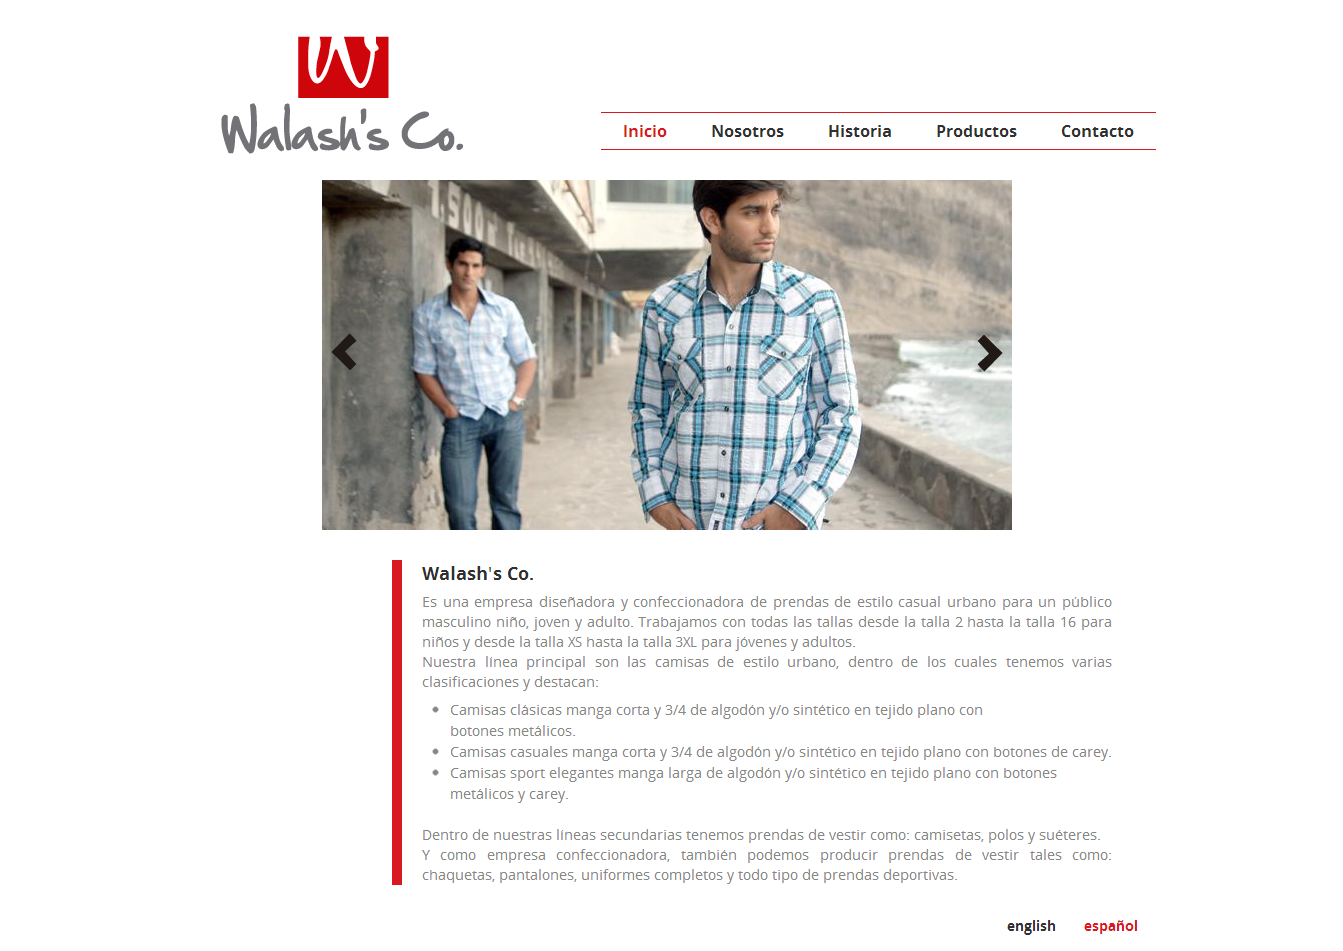 W
Walash's Co.
Inicio Nosotros Historia Productos Contacto
1,500
Walash's Co.
Es una empresa diseñadora y confeccionadora de prendas de estilo casual urbano para un público
masculino niño, joven y adulto. Trabajamos con todas las tallas desde la talla 2 hasta la talla 16 para
niños y desde la talla XS hasta la talla 3XL para jóvenes y adultos.
Nuestra línea principal son las camisas de estilo urbano, dentro de los cuales tenemos varias
clasificaciones y destacan:
Camisas clásicas manga corta y 3/4 de algodón y/o sintético en tejido plano con
botones metálicos.
Camisas casuales manga corta y 3/4 de algodón y/o sintético en tejido plano con botones de carey.
Camisas sport elegantes manga larga de algodón y/o sintético en tejido plano con botones
metálicos y carey.
Dentro de nuestras líneas secundarias tenemos prendas de vestir como: camisetas, polos y suéteres.
Y como empresa confeccionadora, también podemos producir prendas de vestir tales como:
chaquetas, pantalones, uniformes completos y todo tipo de prendas deportivas.
english español